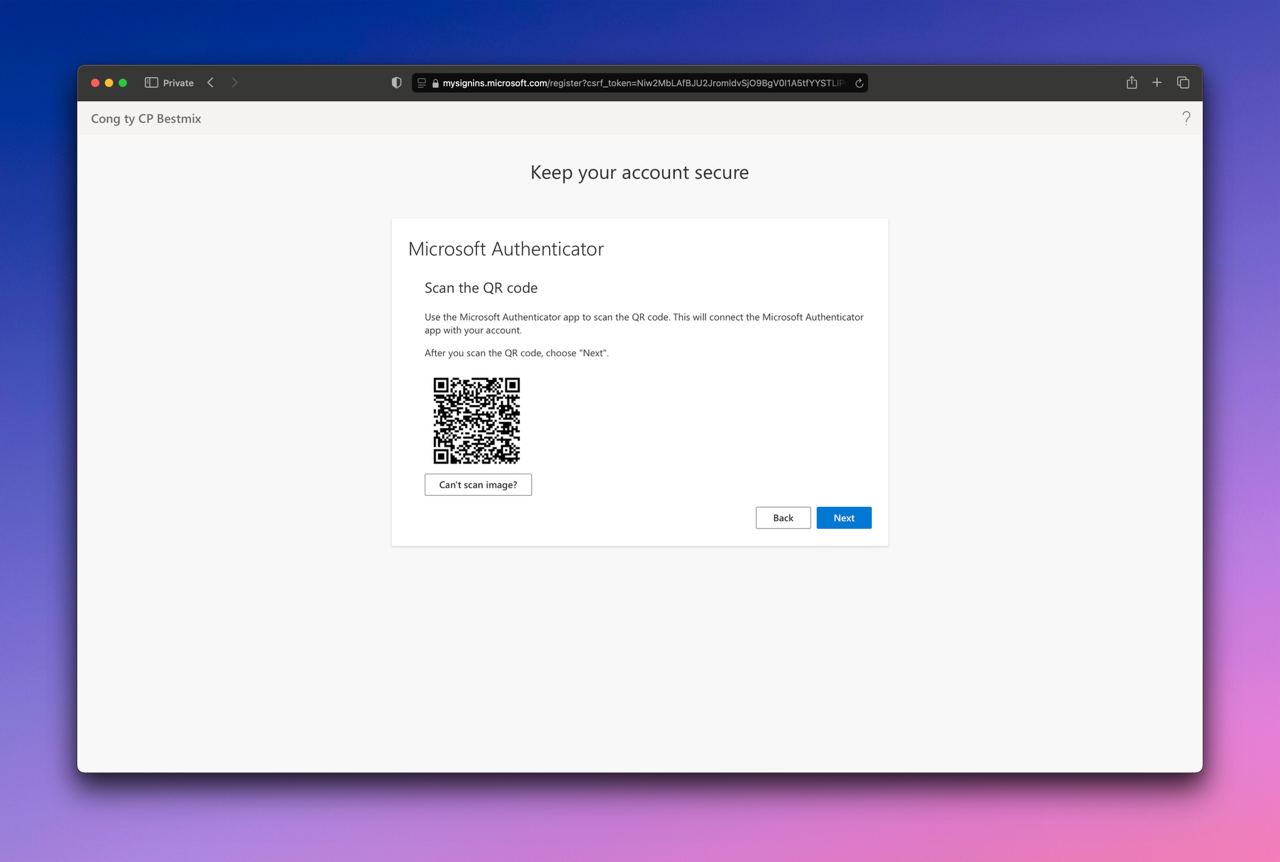 Private
mysignins.microsoft.com/register?csrf_token=
Cong ty CP Bestmix
?
Keep your account secure
Microsoft Authenticator
Scan the QR code
Use the Microsoft Authenticator app to scan the QR code. This will connect the Microsoft Authenticator
app with your account.
After you scan the QR code, choose "Next".
Can't scan image?
Back
Next